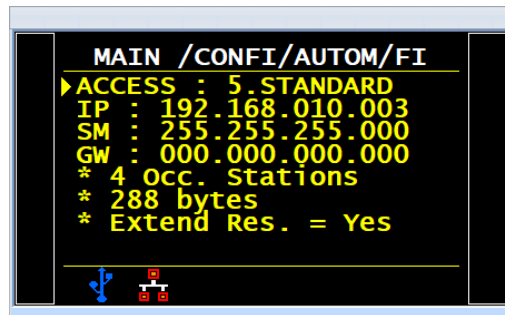 MAIN /CONFI/AUTOM/FI
ACCESS : 5.STANDARD
IP : 192.168.010.003
SM : 255.255.255.000
GW : 000.000.000.000
* 4 Occ. Stations
* 288 bytes
* Extend Res. = Yes